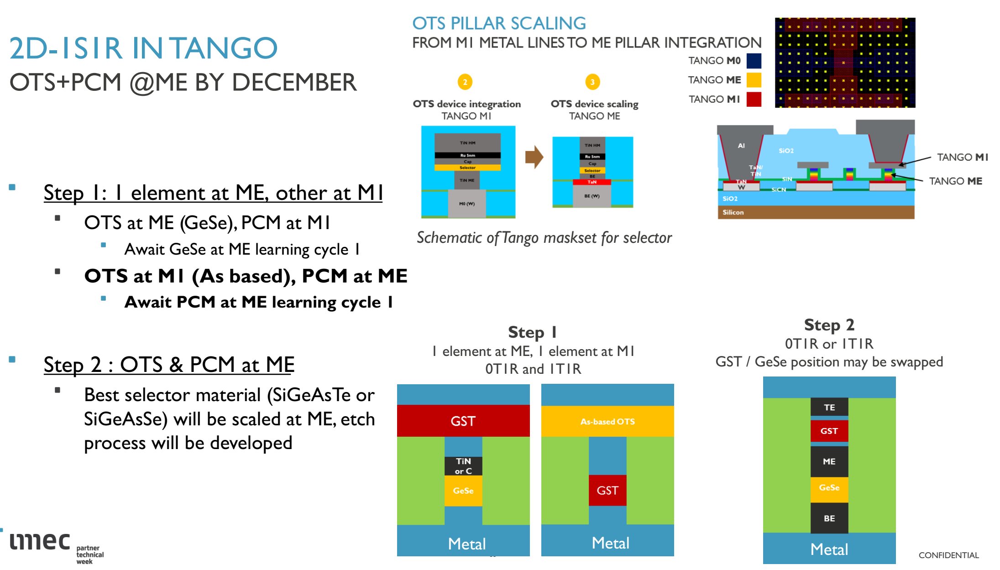 2D-1S1R IN TANGO
OTS+PCM @ME BY DECEMBER
Step 1: 1 element at ME, other at M1
OTS at ME (GeSe), PCM at M1
Await GeSe at ME learning cycle 1
OTS at M1 (As based), PCM at ME
Await PCM at ME learning cycle 1
Step 2 : OTS & PCM at ME
Best selector material (SiGeAsTe or
SiGeAsSe) will be scaled at ME, etch
process will be developed
OTS PILLAR SCALING
FROM M1 METAL LINES TO ME PILLAR INTEGRATION
TANGO M0
TANGO ME
TANGO M1
2
OTS device integration
TANGO M1
TiN HM
Ru 5nm
Cap
Selector
TiN ME
M0 (W)
3
OTS device scaling
TANGO ME
TiN HM
Ru 5nm
Cap
Selector
BE
TaN
BE (W)
Al
SiO2
TaN/
TiN
SiN
TaN
W
SiCN
SiO2
Silicon
TANGO M1
TANGO ME
Schematic of Tango maskset for selector
Step 1
1 element at ME, 1 element at M1
0T1R and 1T1R
GST
TiN
or C
GeSe
Metal
As-based OTS
GST
Metal
Step 2
0T1R or 1T1R
GST / GeSe position may be swapped
TE
GST
ME
GeSe
BE
Metal
imec
partner
technical
week
CONFIDENTIAL